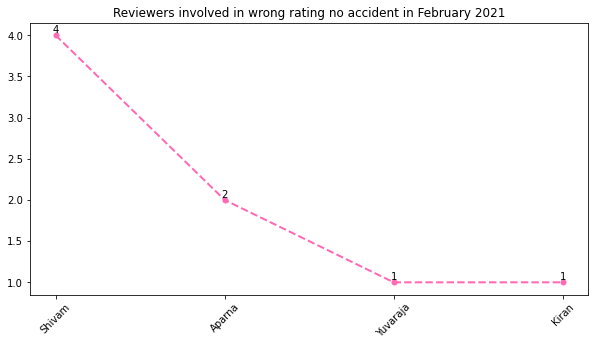 Reviewers involved in wrong rating no accident in February 2021
4.0
3.5
3.0
2.5
2.0
1.5
1.0
4
2
1
1
Shivam
Aparna
Yuvaraja
Kiran